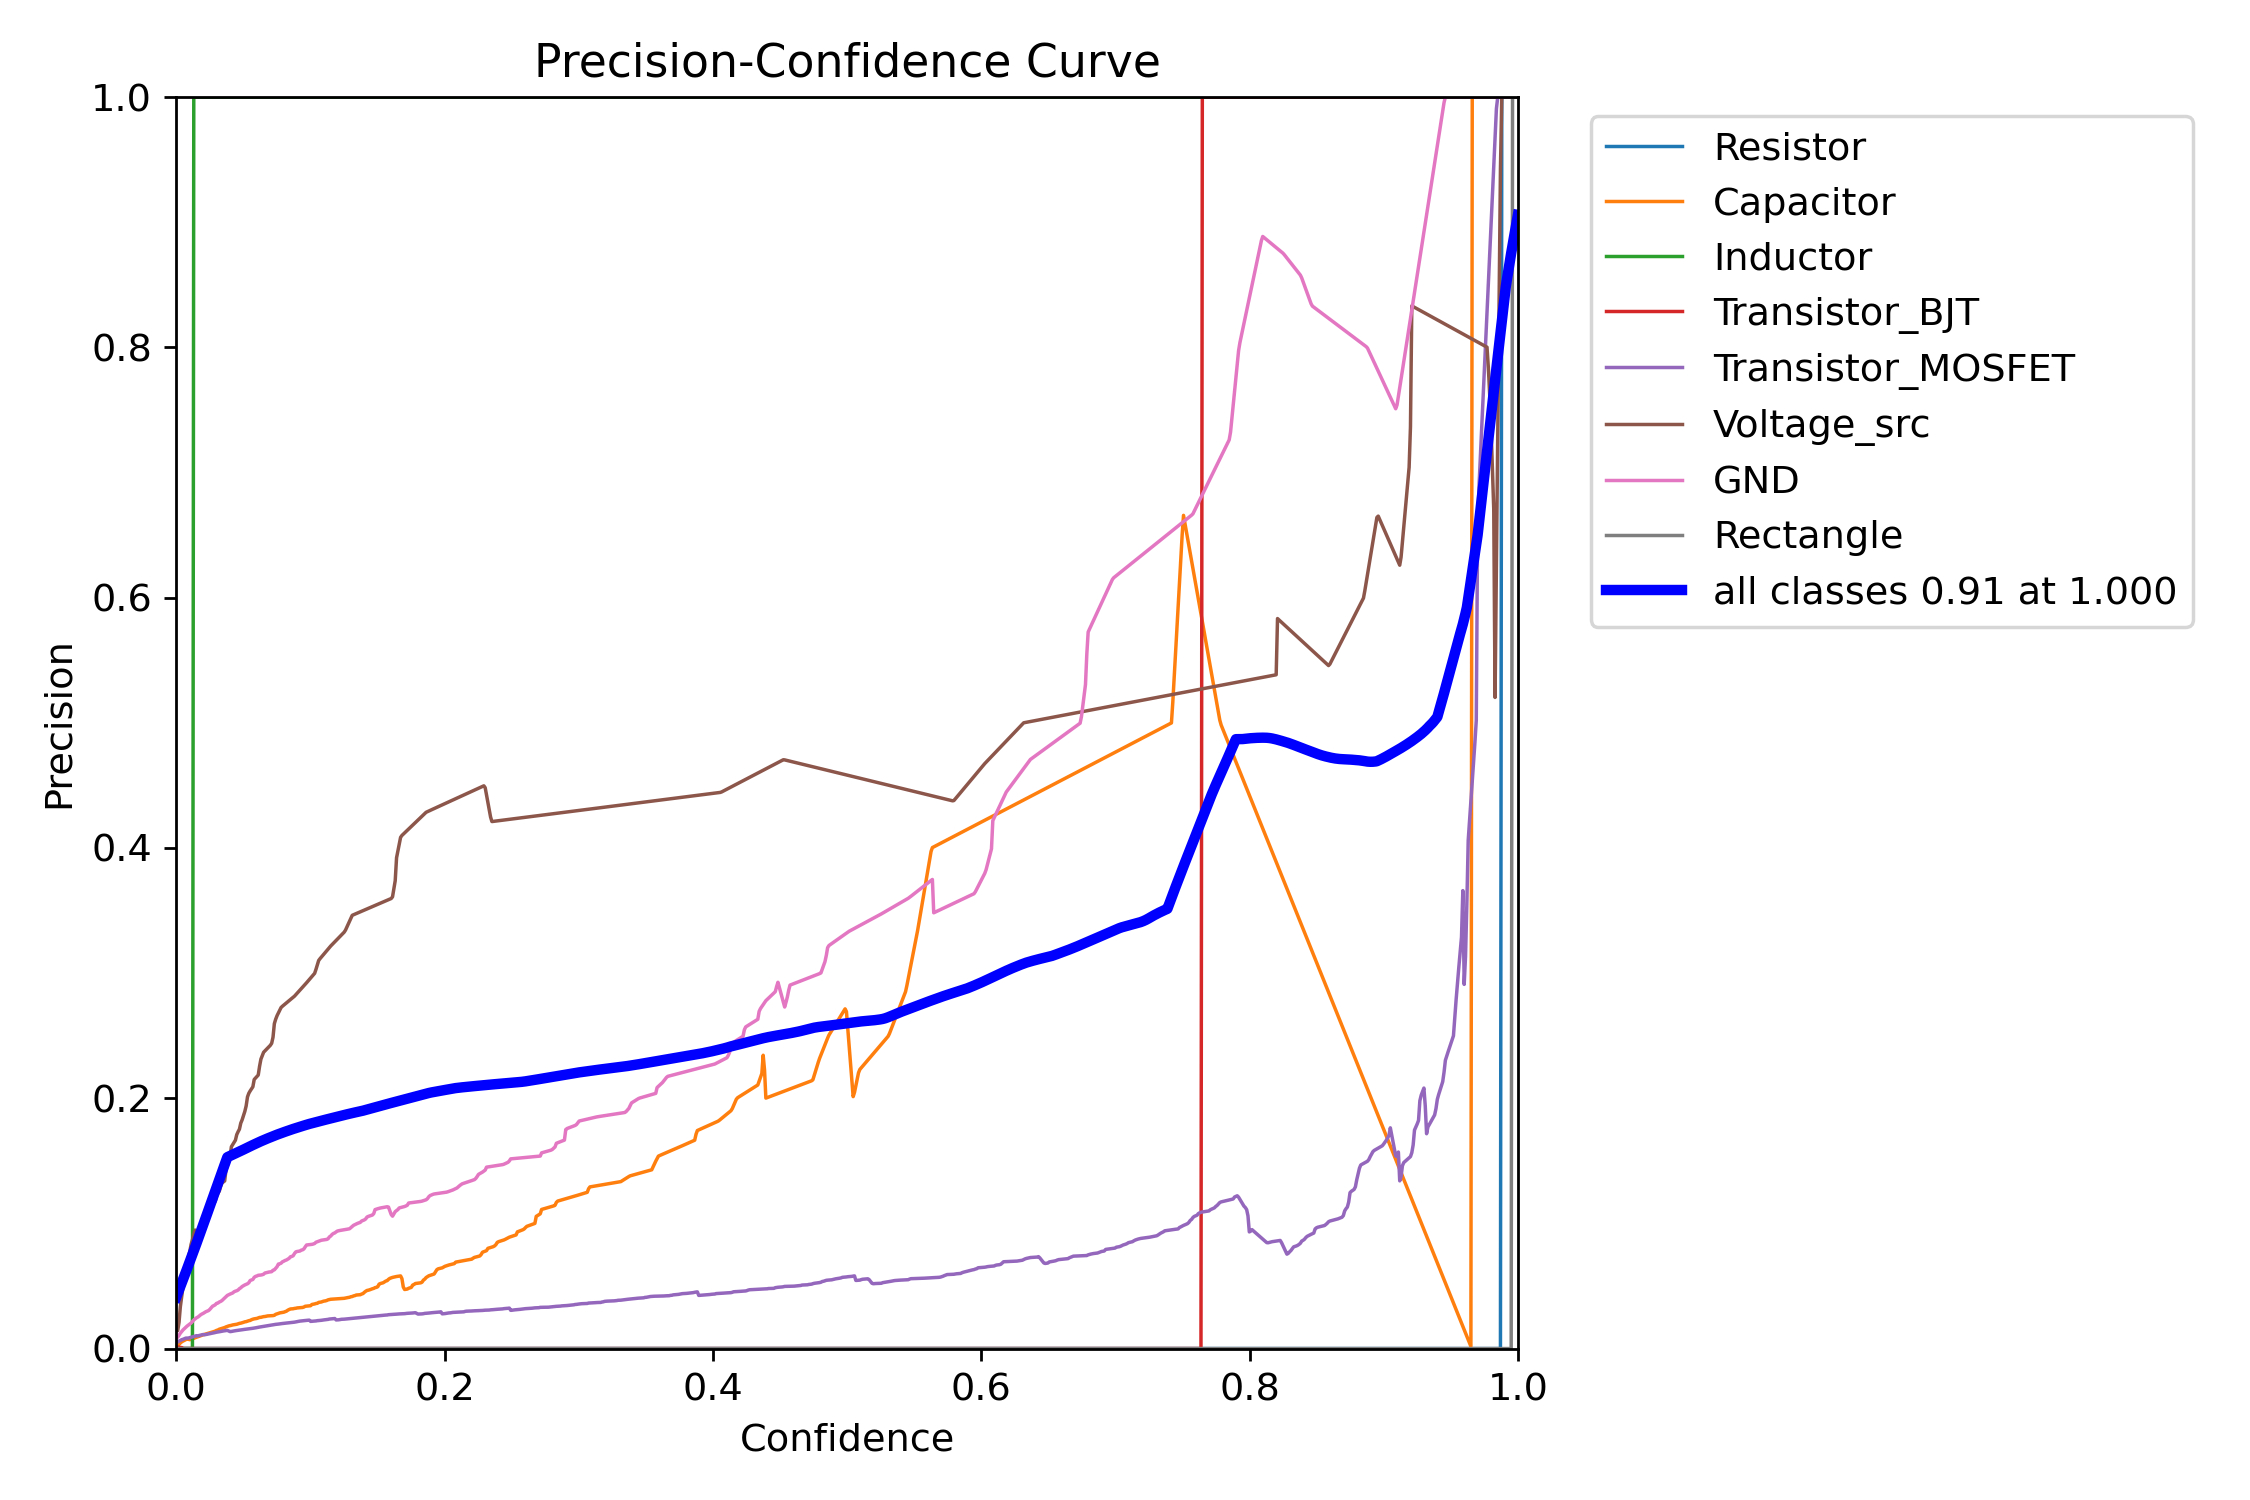 Precision-Confidence Curve
1.0
0.8
0.6
0.4
0.2
0.0
Precision
0.0 0.2 0.4 0.6 0.8 1.0
Confidence
Resistor
Capacitor
Inductor
Transistor_BJT
Transistor_MOSFET
Voltage_src
GND
Rectangle
all classes 0.91 at 1.000